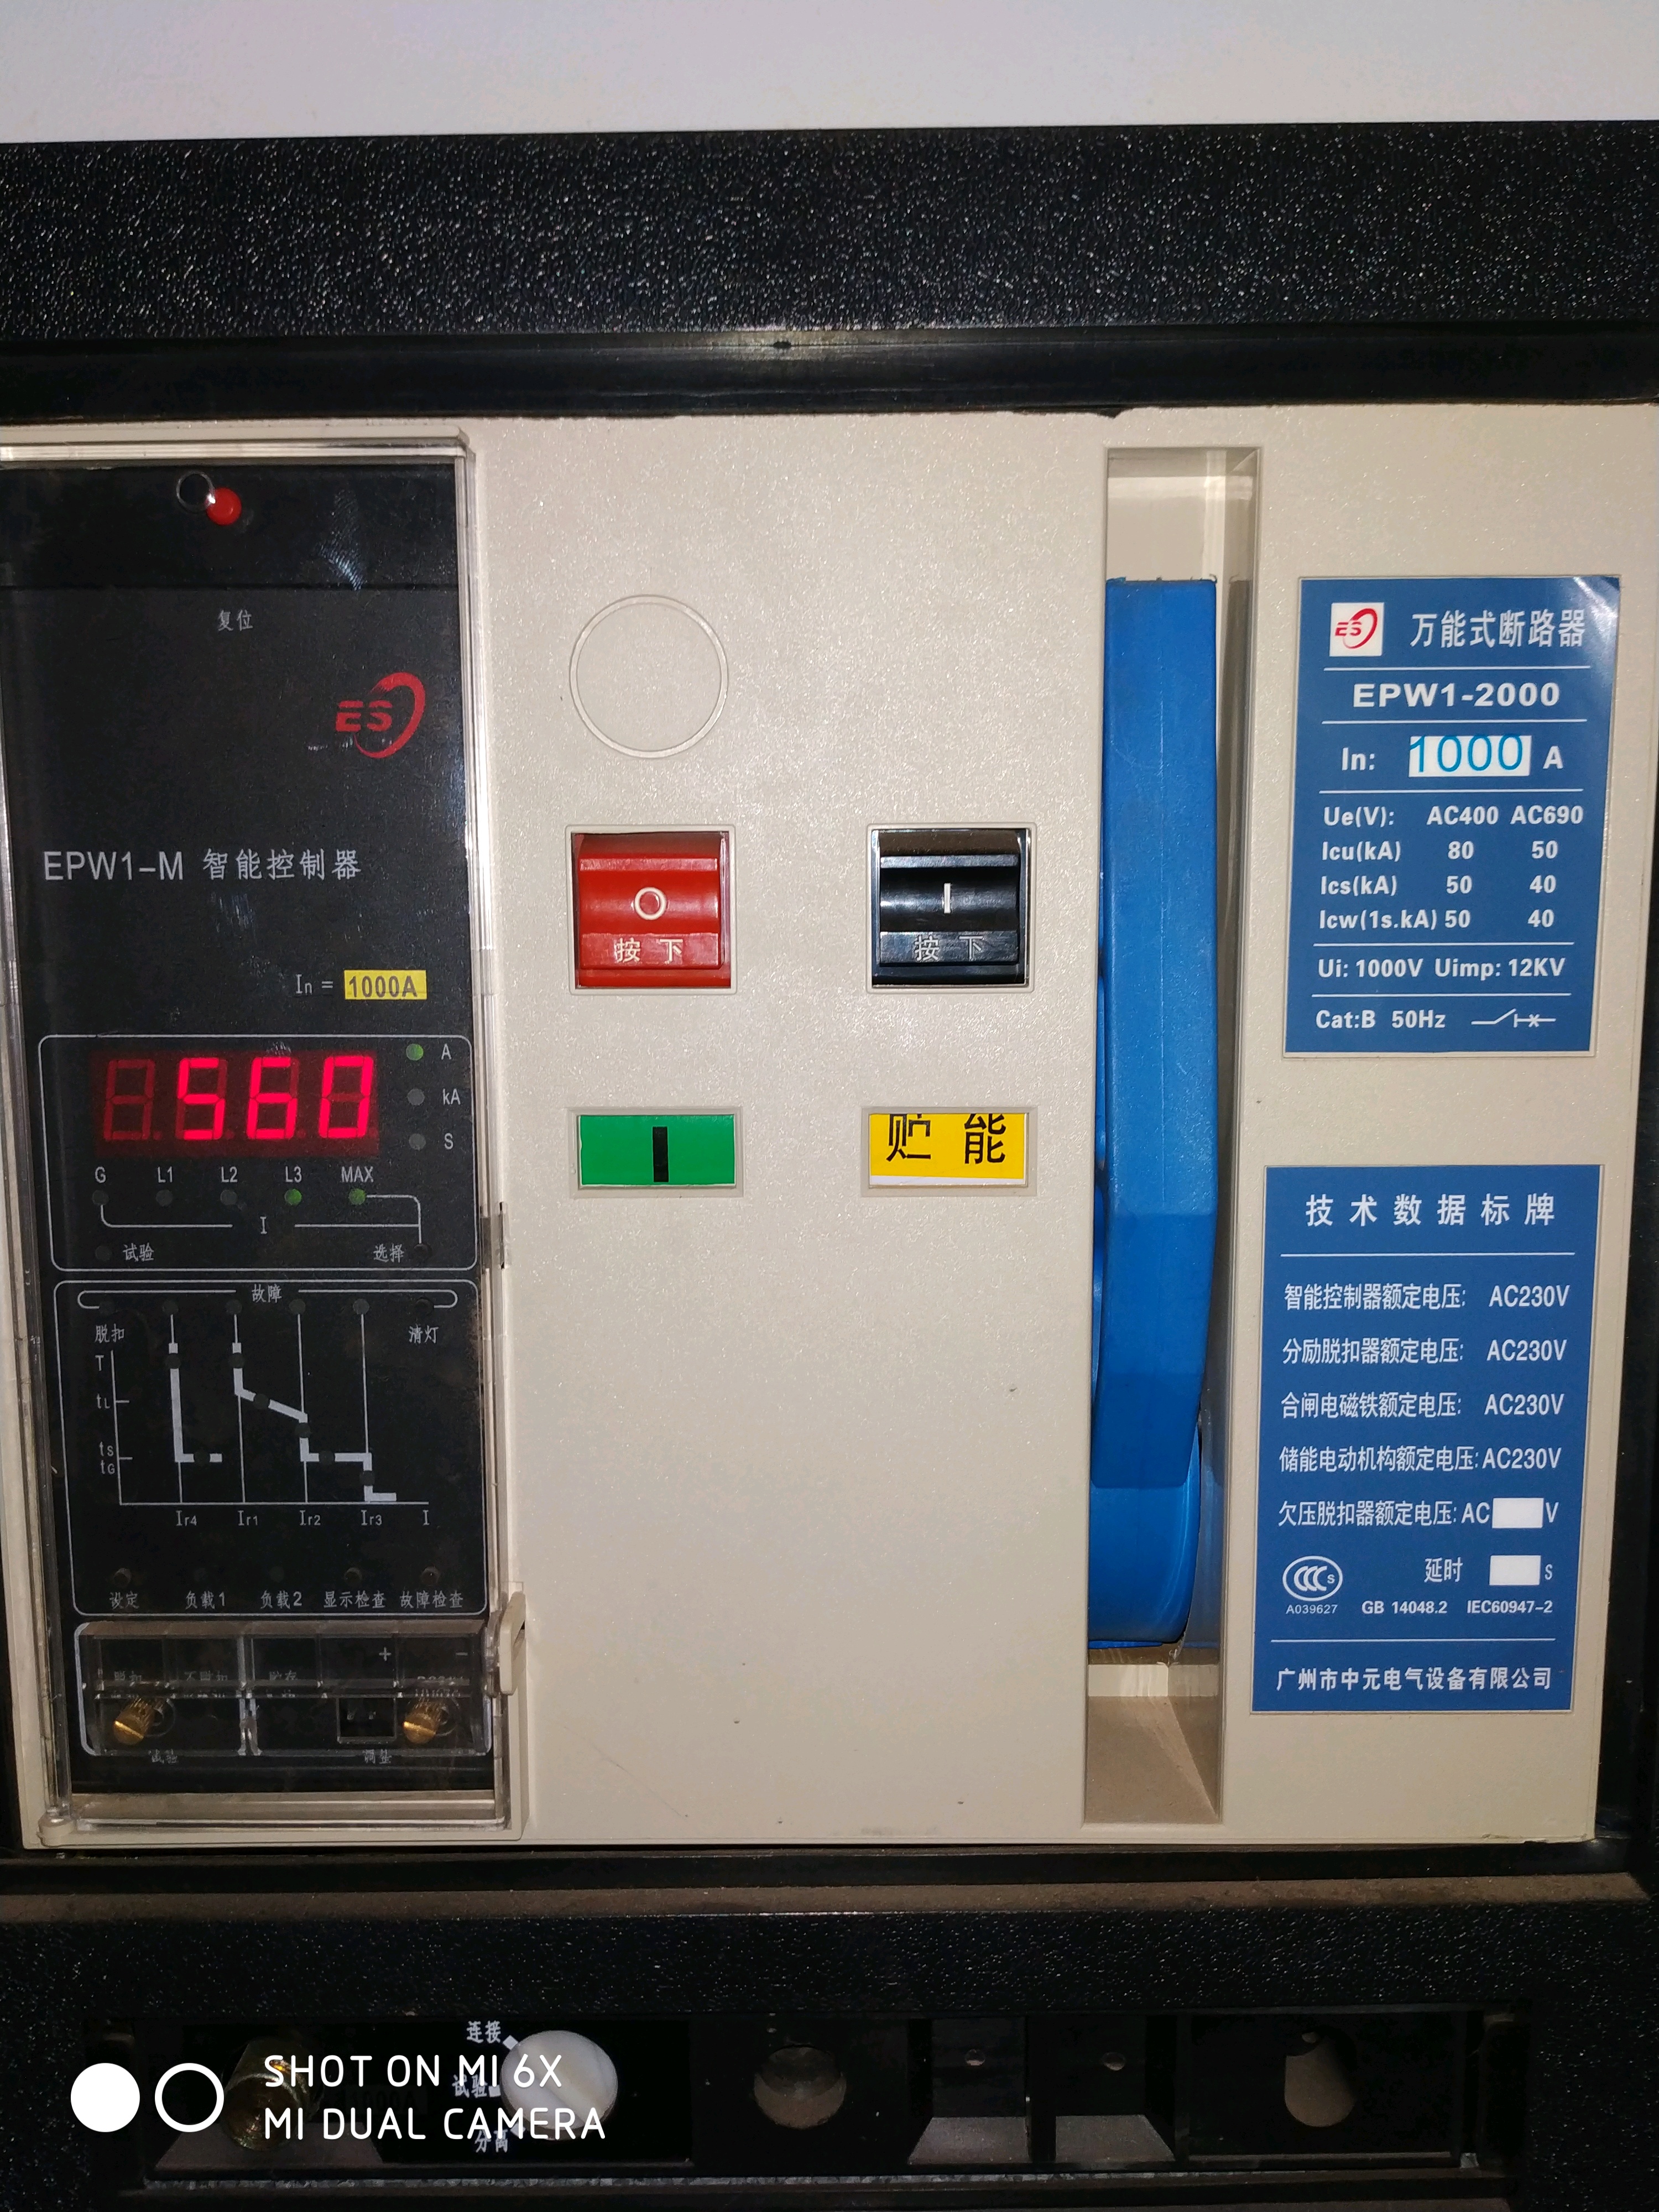 复位
ES
EPW1-M 智能控制器
In = 1000A
560
A
kA
S
G L1 L2 L3 MAX
I
试验 选择
故障
脱扣 清灯
T
tL
ts
tG
Ir4 Ir1 Ir2 Ir3 I
设定 负载1 负载2 显示检查 故障检查
+ −
试验
O
按 下
I
按 下
I
贮 能
ES 万能式断路器
EPW1-2000
In: 1000 A
Ue(V): AC400 AC690
Icu(kA) 80 50
Ics(kA) 50 40
Icw(1s.kA) 50 40
Ui: 1000V Uimp: 12KV
Cat:B 50Hz
技术数据标牌
智能控制器额定电压: AC230V
分励脱扣器额定电压: AC230V
合闸电磁铁额定电压: AC230V
储能电动机构额定电压: AC230V
欠压脱扣器额定电压: AC V
延时 S
CCC S
A039627 GB 14048.2 IEC60947-2
广州市中元电气设备有限公司
连接
试验
分离
SHOT ON MI 6X
MI DUAL CAMERA